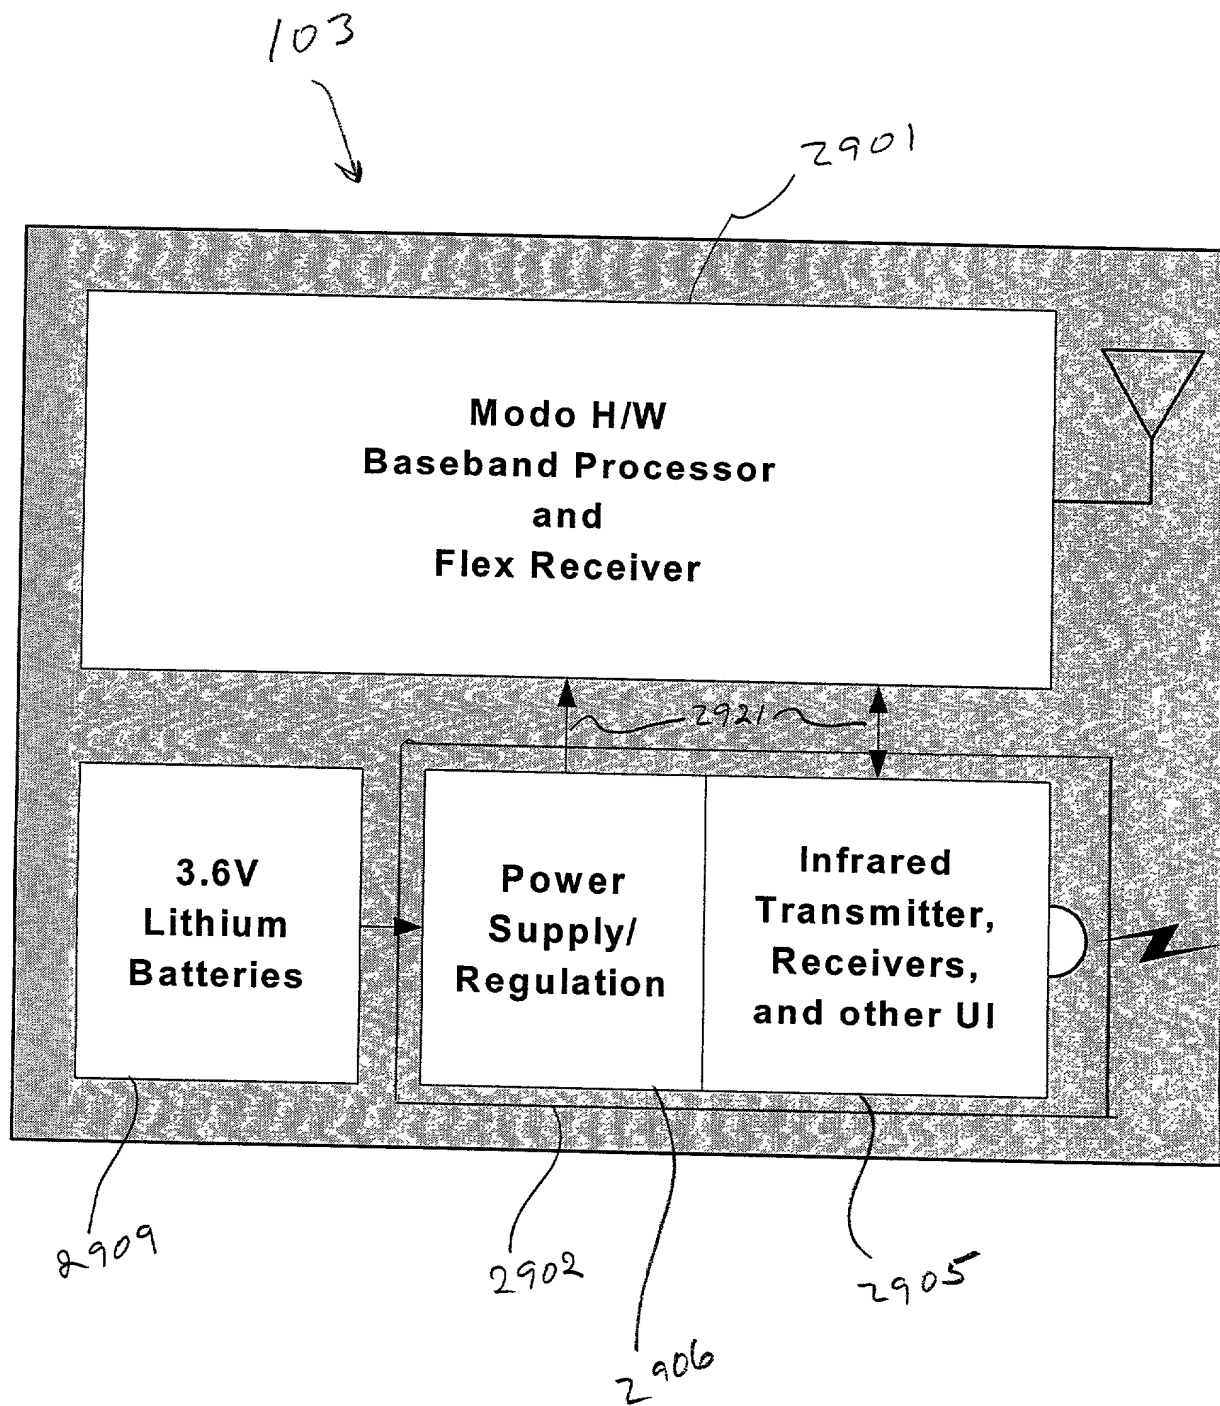 103
2901
Modo H/W
Baseband Processor
and
Flex Receiver
2921
3.6V
Lithium
Batteries
Power
Supply/
Regulation
Infrared
Transmitter,
Receivers,
and other UI
2909
2902
2905
2906